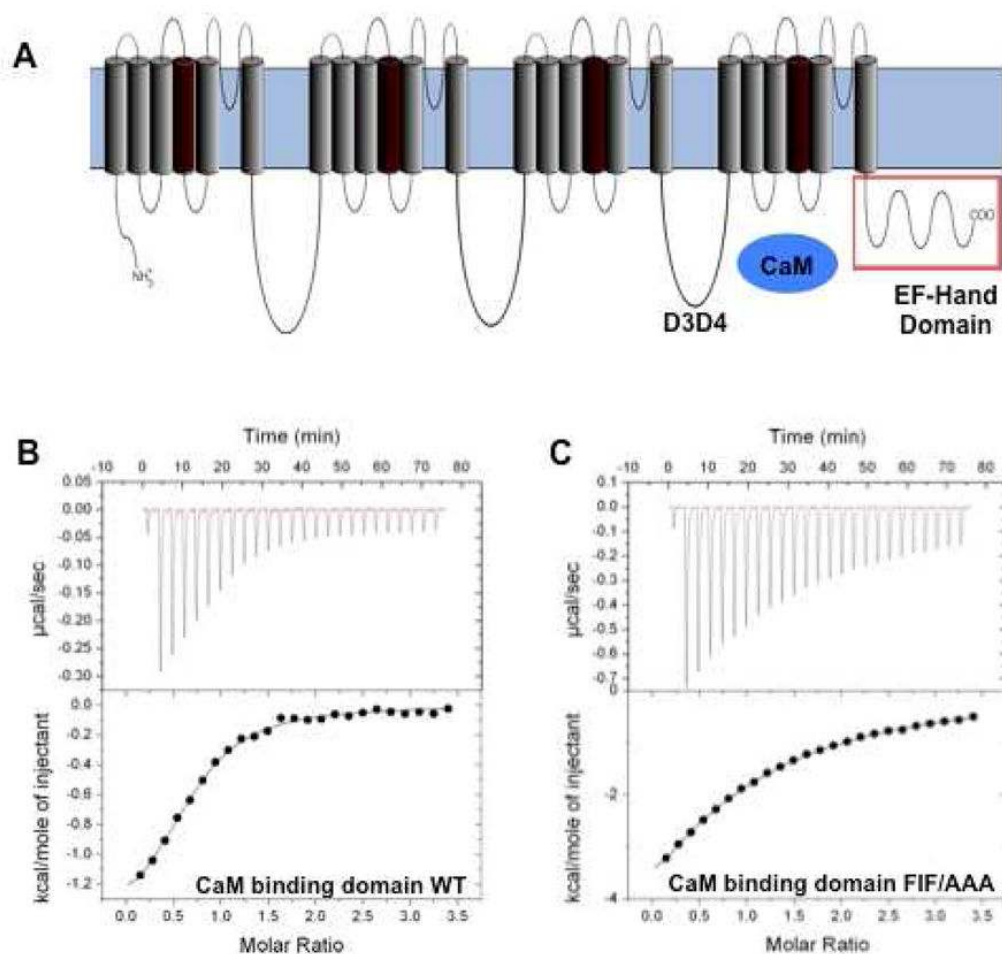 A
NH3+
D3D4
CaM
COO
EF-Hand
Domain
B
Time (min)
-10 0 10 20 30 40 50 60 70 80
0.05
0.00
-0.05
-0.10
-0.15
-0.20
-0.25
-0.30
µcal/sec
0.0
-0.2
-0.4
-0.6
-0.8
-1.0
-1.2
kcal/mole of injectant
CaM binding domain WT
0.0 0.5 1.0 1.5 2.0 2.5 3.0 3.5
Molar Ratio
C
Time (min)
-10 0 10 20 30 40 50 60 70 80
0.1
0.0
-0.1
-0.2
-0.3
-0.4
-0.5
-0.6
-0.7
µcal/sec
-2
-4
kcal/mole of injectant
CaM binding domain FIF/AAA
0.0 0.5 1.0 1.5 2.0 2.5 3.0 3.5
Molar Ratio